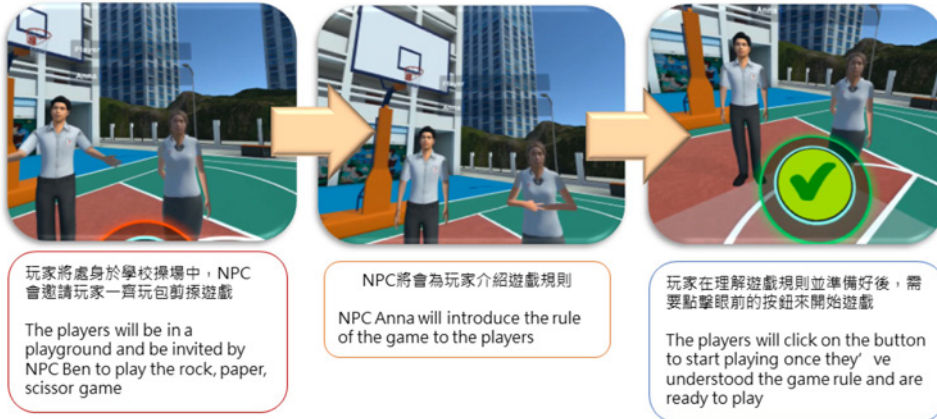 Player
Anna
Anna
玩家將處身於學校操場中，NPC
會邀請玩家一齊玩包剪揼遊戲
The players will be in a
playground and be invited by
NPC Ben to play the rock, paper,
scissor game
NPC將會為玩家介紹遊戲規則
NPC Anna will introduce the rule
of the game to the players
玩家在理解遊戲規則並準備好後，需
要點擊眼前的按钮來開始遊戲
The players will click on the button
to start playing once they’ ve
understood the game rule and are
ready to play